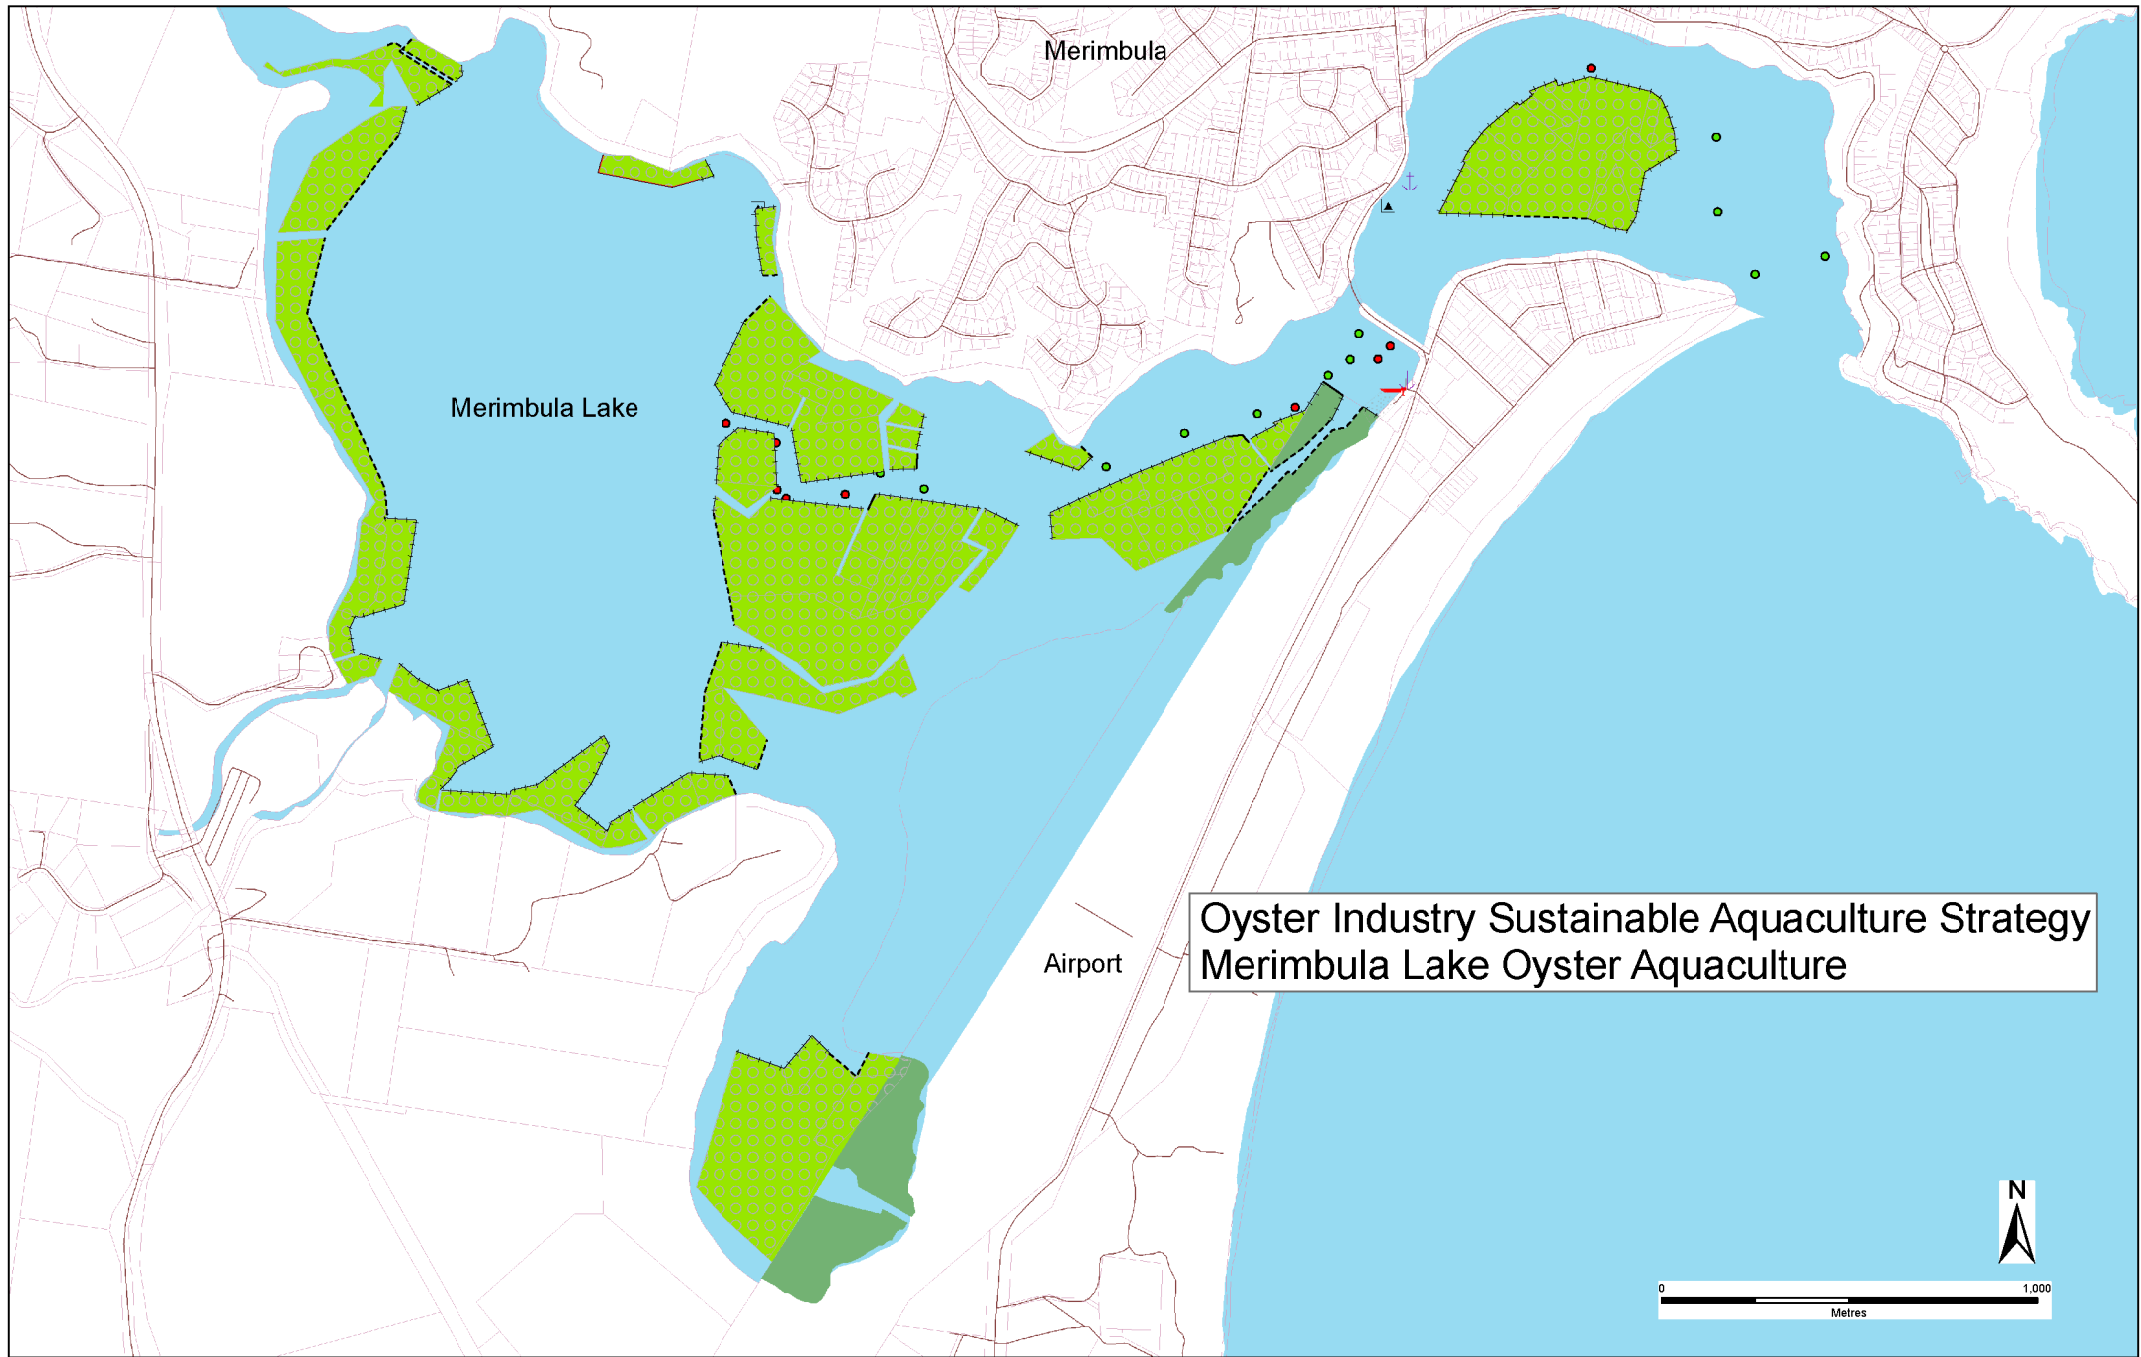 Merimbula
Merimbula Lake
Oyster Industry Sustainable Aquaculture Strategy
Merimbula Lake Oyster Aquaculture
Airport
N
0 1,000
Metres